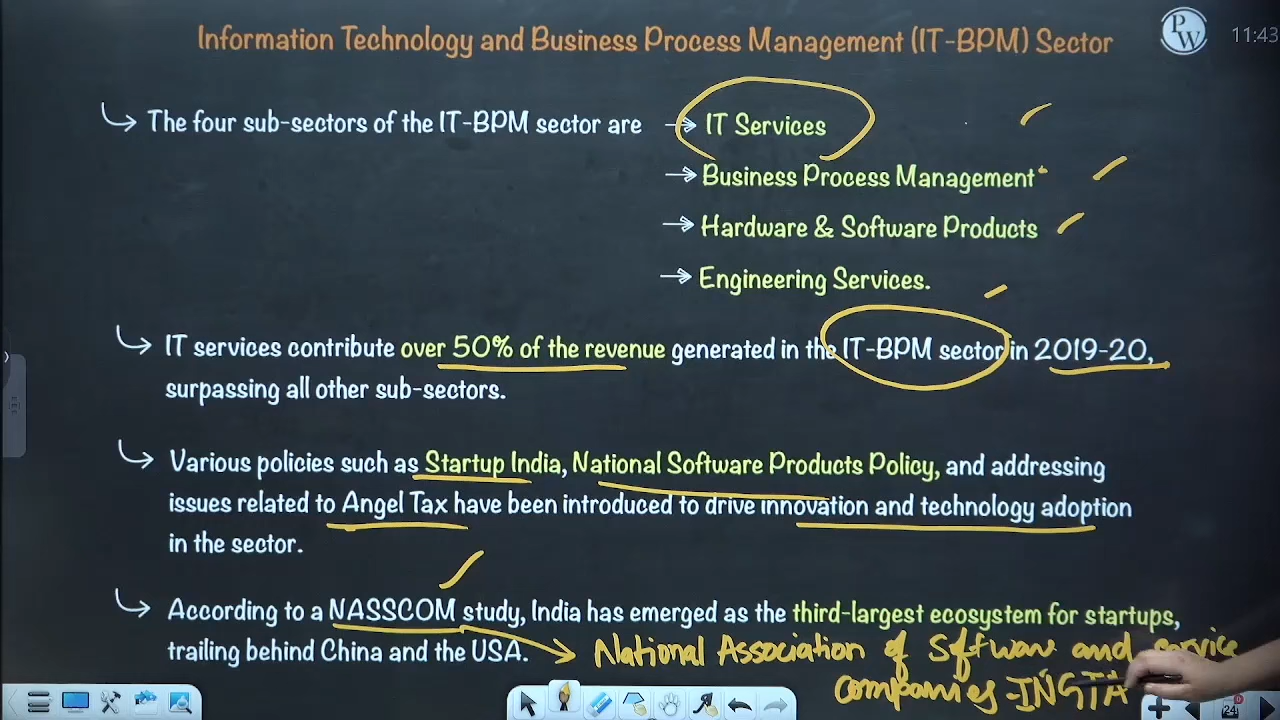 Information Technology and Business Process Management (IT-BPM) Sector
PW
11:43
The four sub-sectors of the IT-BPM sector are → IT Services
→ Business Process Management
→ Hardware & Software Products
→ Engineering Services.
IT services contribute over 50% of the revenue generated in the IT-BPM sector in 2019-20,
surpassing all other sub-sectors.
Various policies such as Startup India, National Software Products Policy, and addressing
issues related to Angel Tax have been introduced to drive innovation and technology adoption
in the sector.
According to a NASSCOM study, India has emerged as the third-largest ecosystem for startups,
trailing behind China and the USA. → National Association of Software and service
companies -
24